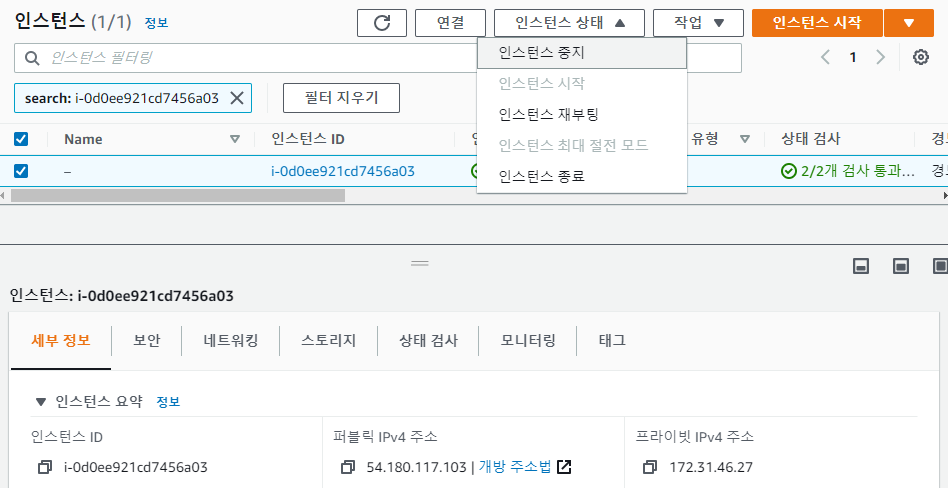 인스턴스 (1/1) 정보 연결 인스턴스 상태 작업 인스턴스 시작
인스턴스 필터링 인스턴스 중지 1
인스턴스 시작
search: i-0d0ee921cd7456a03 필터 지우기
인스턴스 재부팅
Name 인스턴스 ID 인스턴스 최대 절전 모드 유형 상태 검사
– i-0d0ee921cd7456a03 인스턴스 종료 2/2개 검사 통과...
인스턴스: i-0d0ee921cd7456a03
세부 정보 보안 네트워킹 스토리지 상태 검사 모니터링 태그
인스턴스 요약 정보
인스턴스 ID 퍼블릭 IPv4 주소 프라이빗 IPv4 주소
i-0d0ee921cd7456a03 54.180.117.103 | 개방 주소법 172.31.46.27